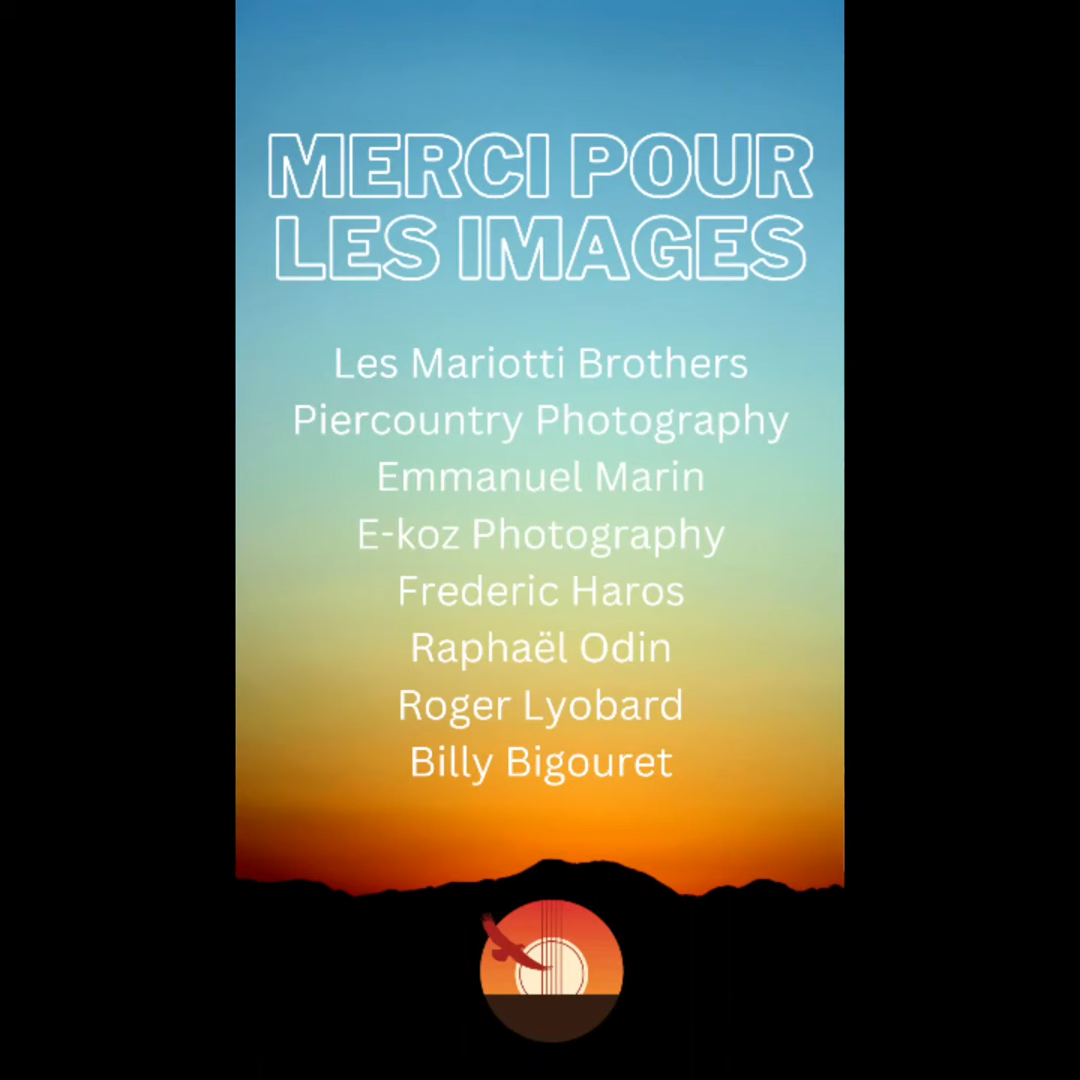 MERCI POUR
LES IMAGES
Les Mariotti Brothers
Piercountry Photography
Emmanuel Marin
E-koz Photography
Frederic Haros
Raphaël Odin
Roger Lyobard
Billy Bigouret